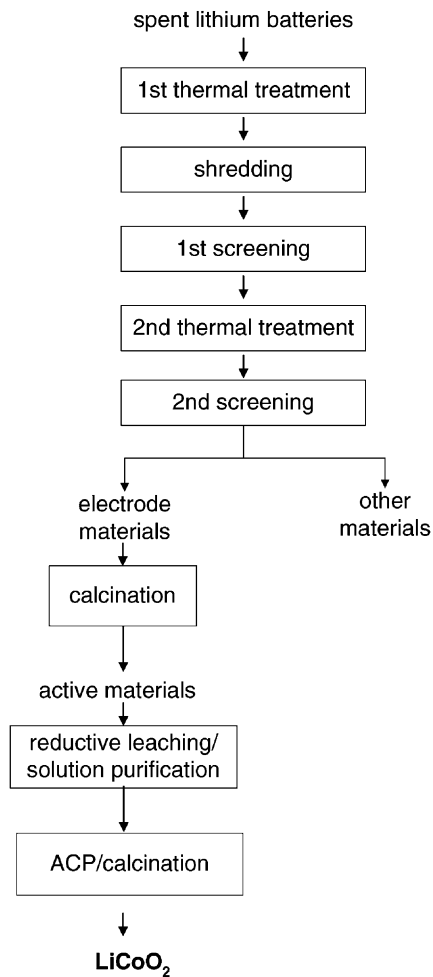 spent lithium batteries
1st thermal treatment
shredding
1st screening
2nd thermal treatment
2nd screening
electrode
materials
other
materials
calcination
active materials
reductive leaching/
solution purification
ACP/calcination
LiCoO₂